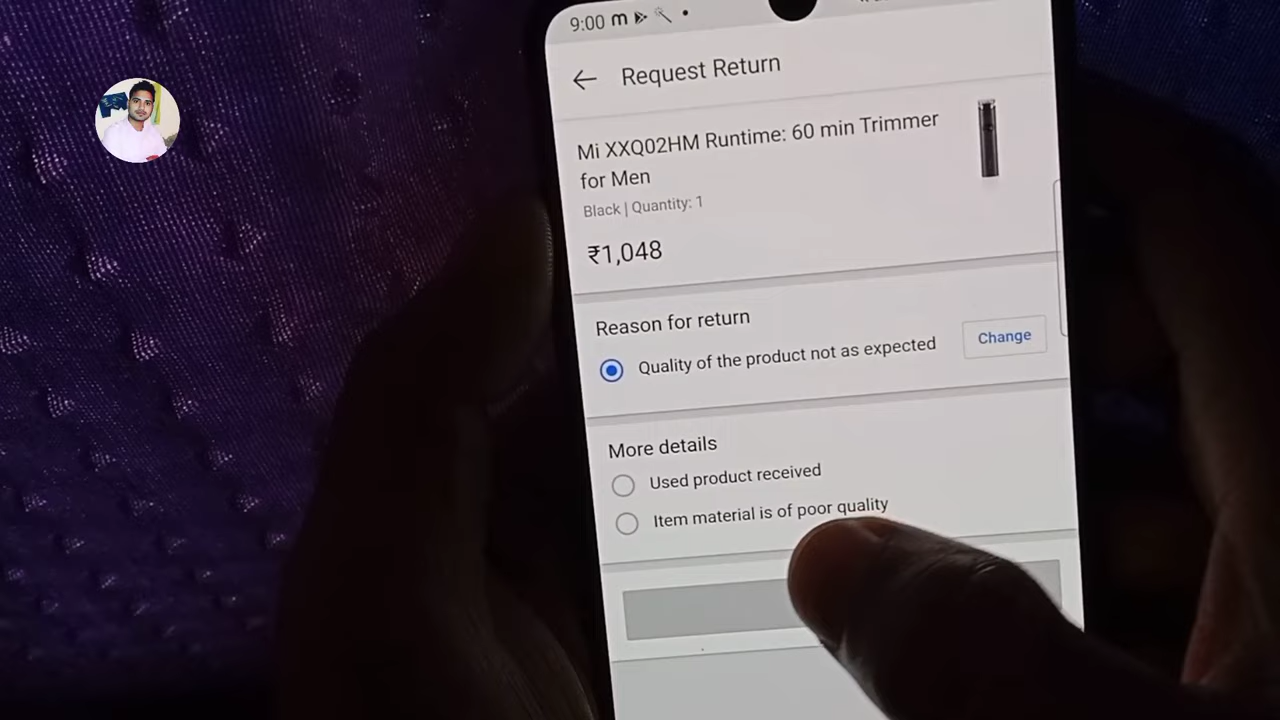 9:00 m
Request Return
Mi XXQ02HM Runtime: 60 min Trimmer
for Men
Black | Quantity: 1
₹1,048
Reason for return
Quality of the product not as expected
Change
More details
Used product received
Item material is of poor quality